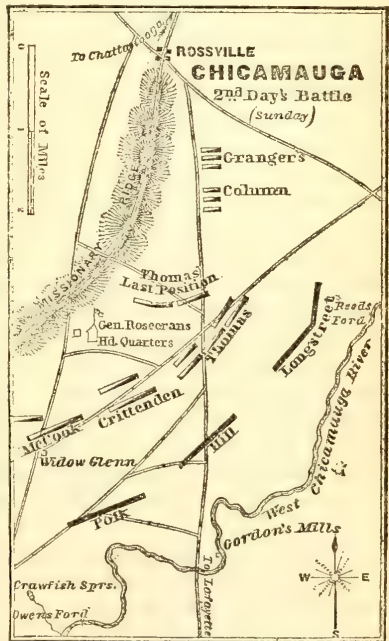 To Chattanooga
ROSSVILLE
CHICAMAUGA
2nd Day's Battle
(Sunday)
0
Scale of Miles
1
2
Grangers
Column
MISSIONARY RIDGE
Thomas
Last Position
Gen. Rosecrans
Hd. Quarters
Thomas
Longstreet
Reeds
Ford
McCook
Crittenden
Hill
Widow Glenn
Polk
West Chicamauga River
Gordon's Mills
To Lafayette
Crawfish Sprs.
Owens Ford
W
E
S